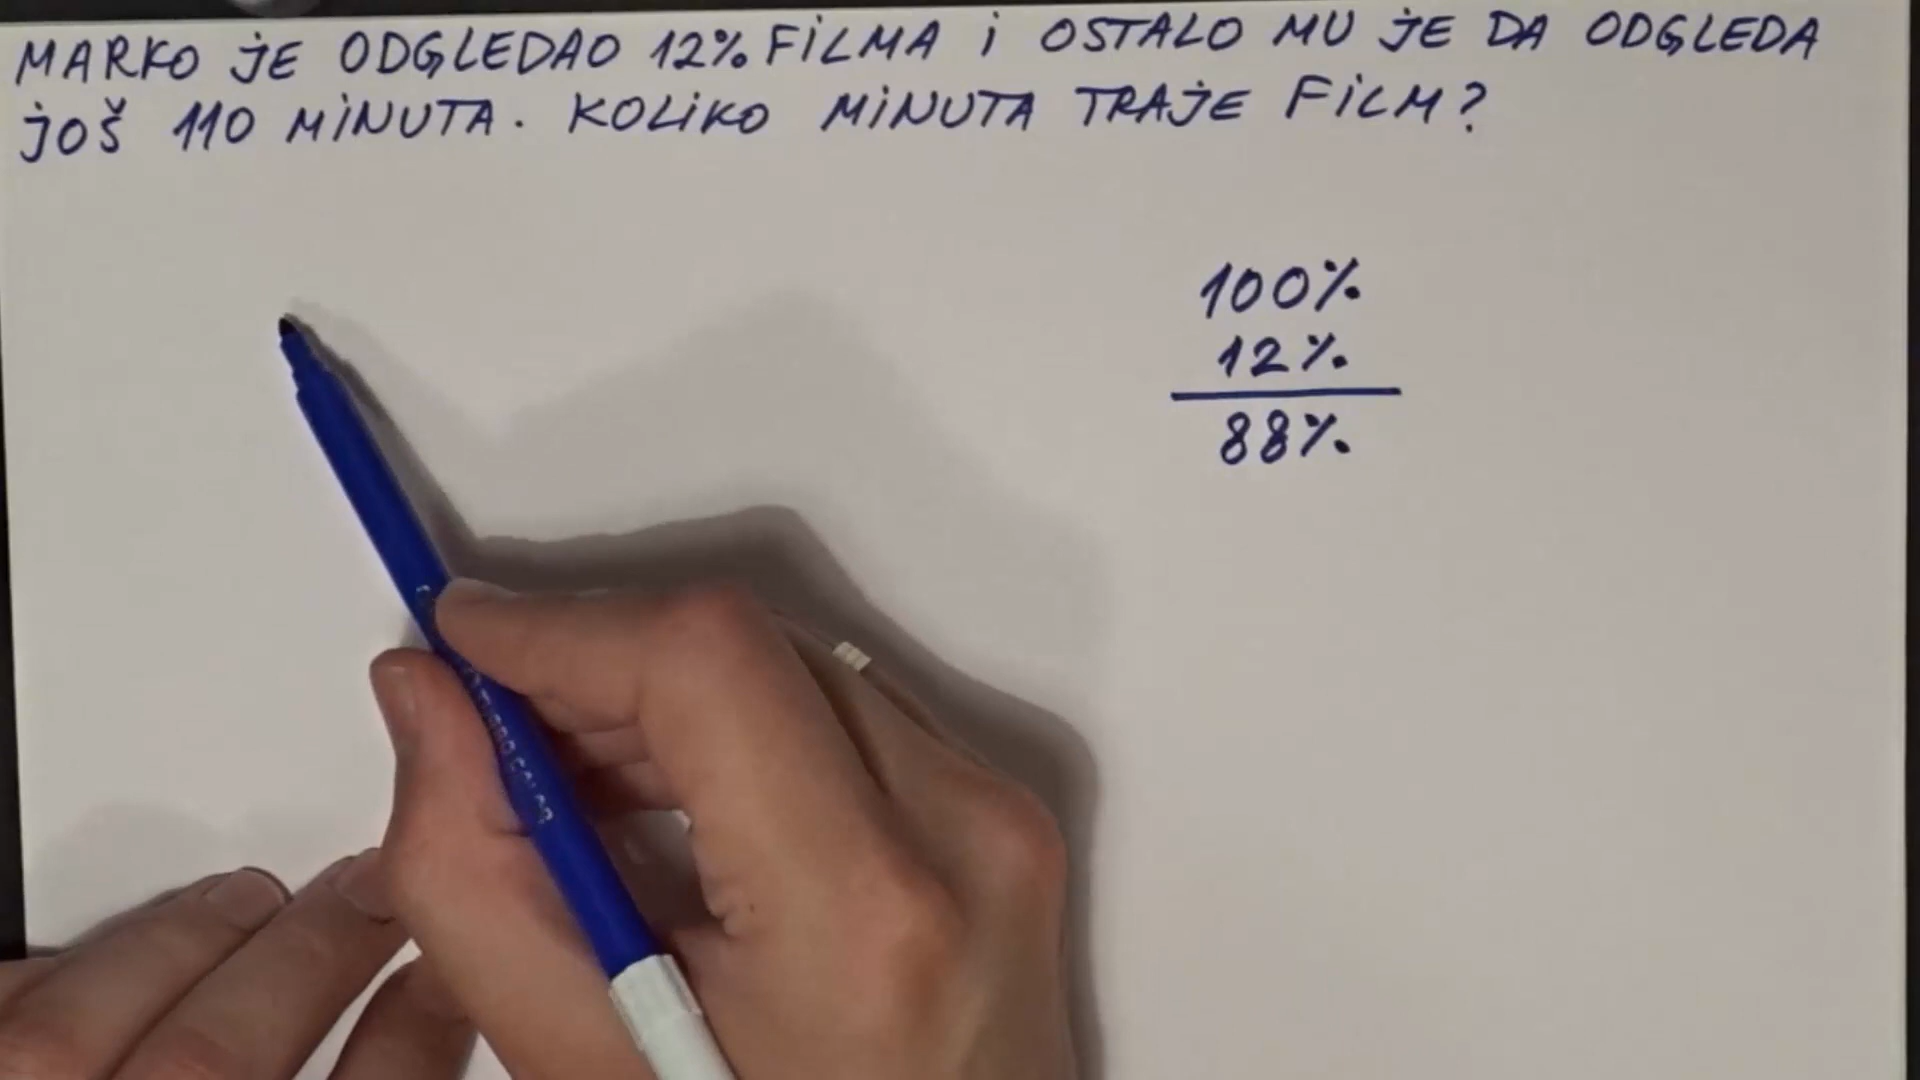 MARKO JE ODGLEDAO 12% FILMA I OSTALO MU JE DA ODGLEDA
JOŠ 110 MINUTA. KOLIKO MINUTA TRAJE FILM?
100%
12%
88%